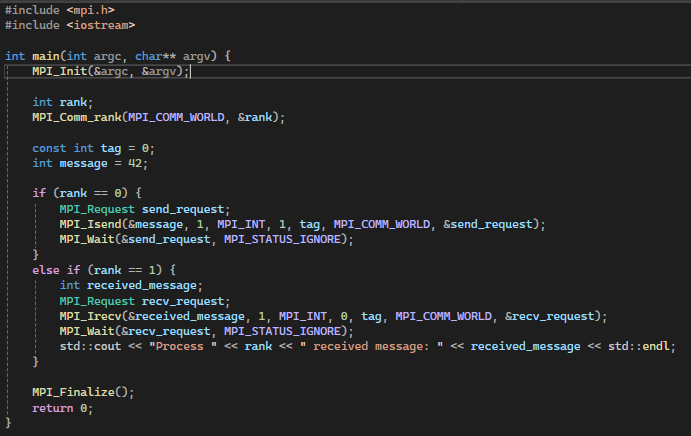 #include <mpi.h>
#include <iostream>

int main(int argc, char** argv) {
    MPI_Init(&argc, &argv);

    int rank;
    MPI_Comm_rank(MPI_COMM_WORLD, &rank);

    const int tag = 0;
    int message = 42;

    if (rank == 0) {
        MPI_Request send_request;
        MPI_Isend(&message, 1, MPI_INT, 1, tag, MPI_COMM_WORLD, &send_request);
        MPI_Wait(&send_request, MPI_STATUS_IGNORE);
    }
    else if (rank == 1) {
        int received_message;
        MPI_Request recv_request;
        MPI_Irecv(&received_message, 1, MPI_INT, 0, tag, MPI_COMM_WORLD, &recv_request);
        MPI_Wait(&recv_request, MPI_STATUS_IGNORE);
        std::cout << "Process " << rank << " received message: " << received_message << std::endl;
    }

    MPI_Finalize();
    return 0;
}